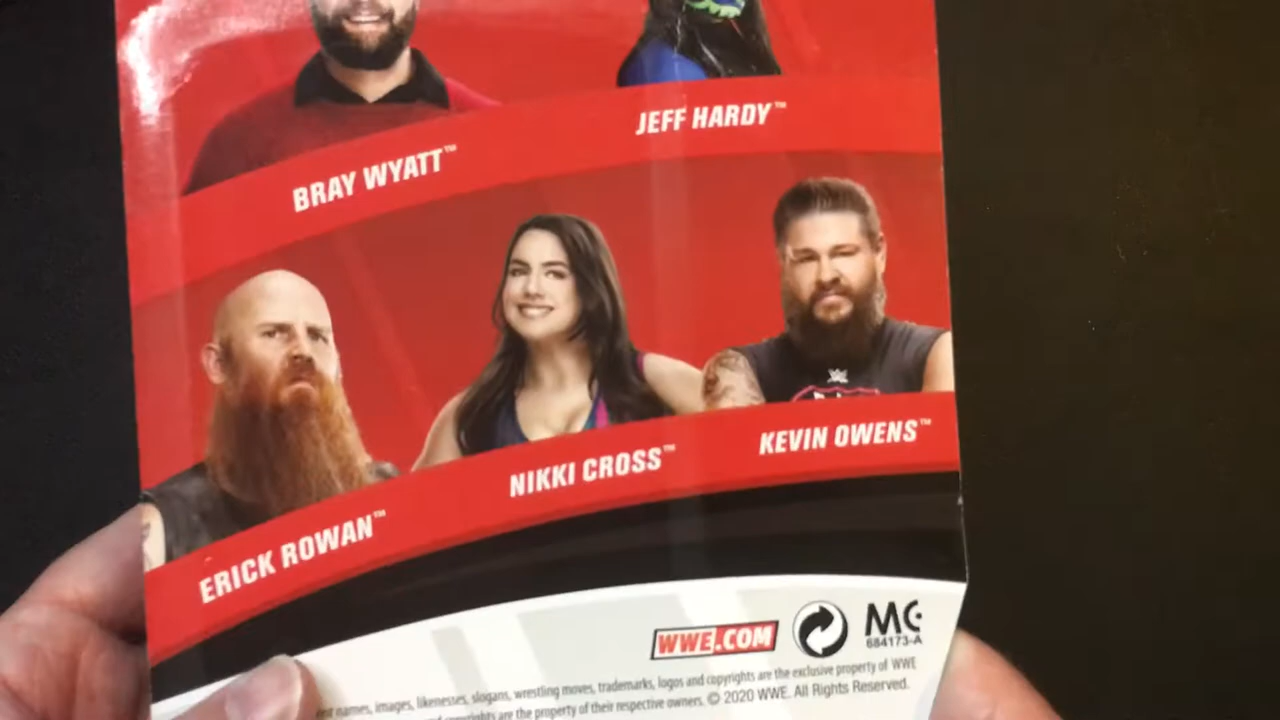 JEFF HARDY™
BRAY WYATT™
KEVIN OWENS™
NIKKI CROSS™
ERICK ROWAN™
WWE.COM
MC
684173-A
names, images, likenesses, slogans, wrestling moves, trademarks, logos and copyrights are the exclusive property of WWE
are the property of their respective owners. © 2020 WWE. All Rights Reserved.